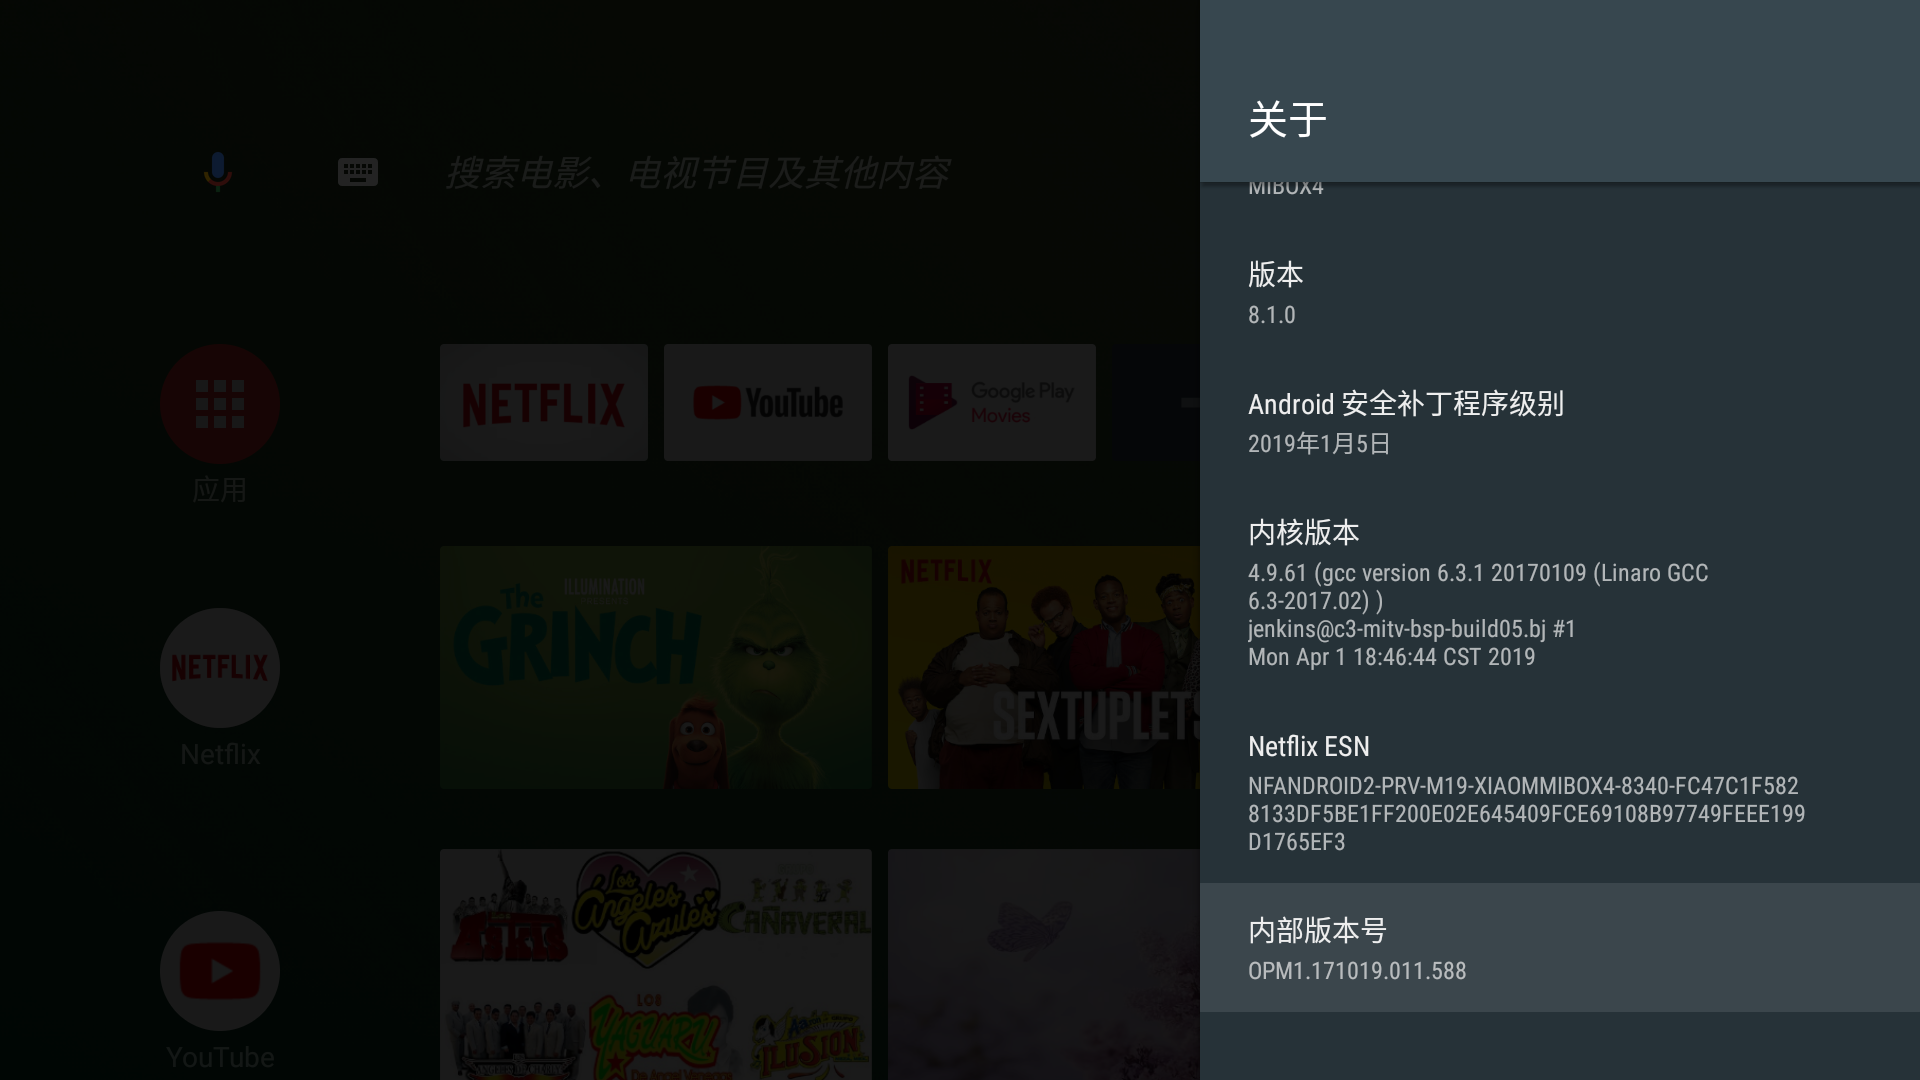 搜索电影、电视节目及其他内容
应用
NETFLIX
YouTube
Google Play
Movies
ILLUMINATION
The
GRINCH
NETFLIX
SEXTUPLETS
NETFLIX
Netflix
Los
Ángeles
Azules
CAÑAVERAL
LOS
YAGUARU
De Angel Venegas
ILUSION
YouTube
关于
MIBOX4
版本
8.1.0
Android 安全补丁程序级别
2019年1月5日
内核版本
4.9.61 (gcc version 6.3.1 20170109 (Linaro GCC
6.3-2017.02) )
jenkins@c3-mitv-bsp-build05.bj #1
Mon Apr 1 18:46:44 CST 2019
Netflix ESN
NFANDROID2-PRV-M19-XIAOMMIBOX4-8340-FC47C1F582
8133DF5BE1FF200E02E645409FCE69108B97749FEEE199
D1765EF3
内部版本号
OPM1.171019.011.588